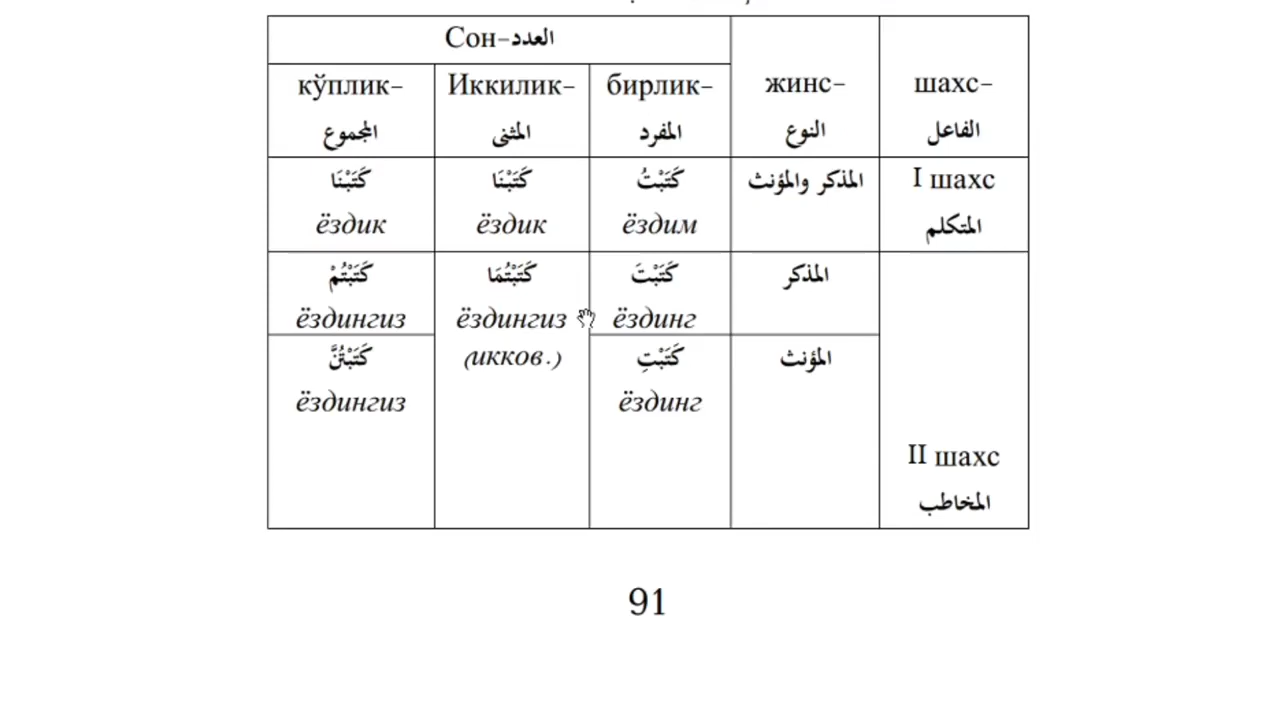 Сон-العدد
кўплик- Иккилик- бирлик- жинс- шахс-
المجموع المثنى المفرد النوع الفاعل
كَتَبْنَا كَتَبْنَا كَتَبْتُ المذكر والمؤنث I шахс
ёздик ёздик ёздим المتكلم
كَتَبْتُمْ كَتَبْتُمَا كَتَبْتَ المذكر
ёздингиз ёздингиз ёздинг
كَتَبْتُنَّ (икков.) كَتَبْتِ المؤنث
ёздингиз ёздинг
II шахс
المخاطب
91